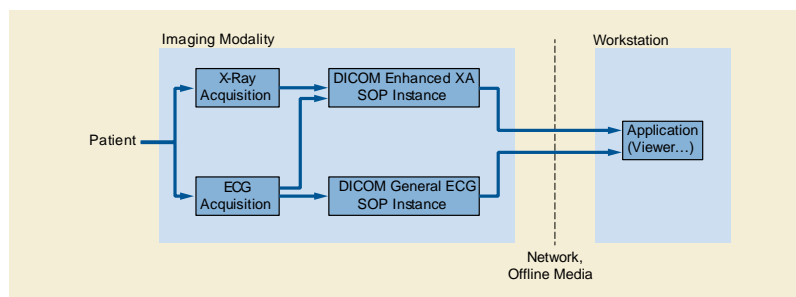 Imaging Modality
Workstation
X-Ray
Acquisition
DICOM Enhanced XA
SOP Instance
Patient
Application
(Viewer...)
ECG
Acquisition
DICOM General ECG
SOP Instance
Network,
Offline Media